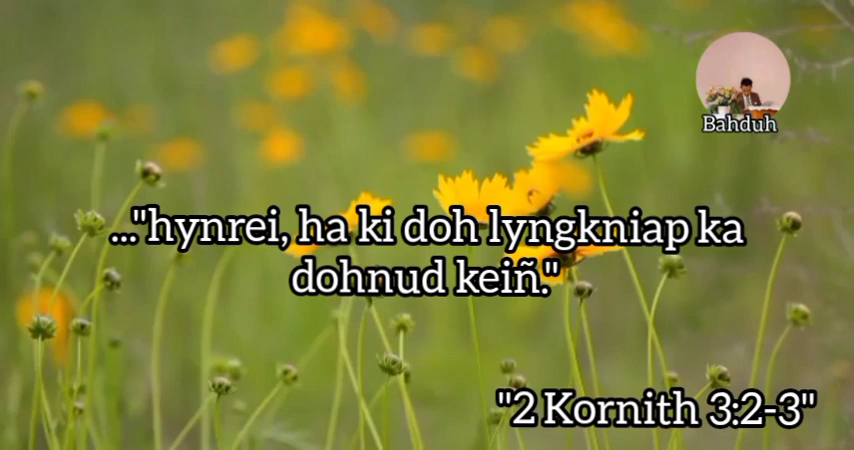 Bahduh
..."hynrei, ha ki doh lyngkniap ka
dohnud keiñ."
"2 Kornith 3:2-3"